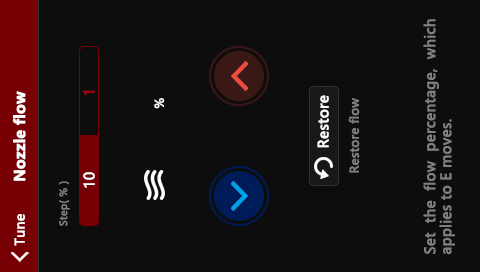 Tune Nozzle flow
Step(%)
10 1
%
Restore
Restore flow
Set the flow percentage, which
applies to E moves.